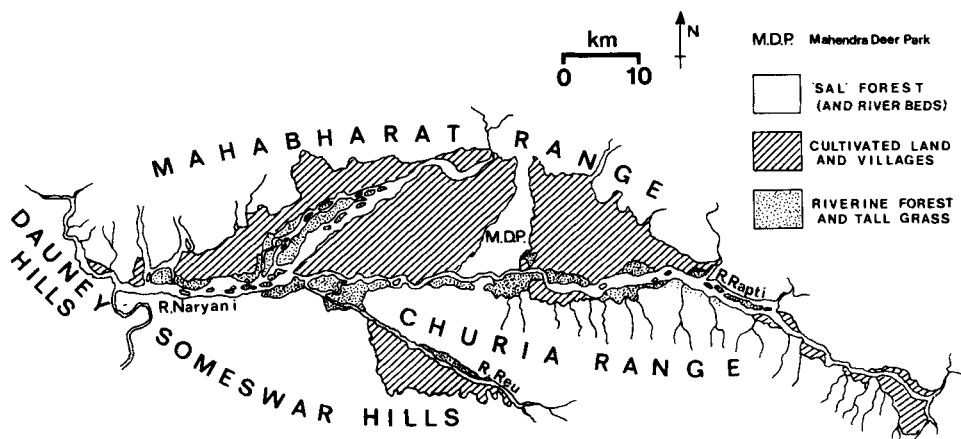 km
0 10
N
M.D.P. Mahendra Deer Park
'SAL' FOREST
(AND RIVER BEDS)
CULTIVATED LAND
AND VILLAGES
RIVERINE FOREST
AND TALL GRASS
MAHABHARAT RANGE
DAUNEY
HILLS
M.D.P.
R.Rapti
R.Naryani
CHURIA RANGE
SOMESWAR HILLS
R.Reu